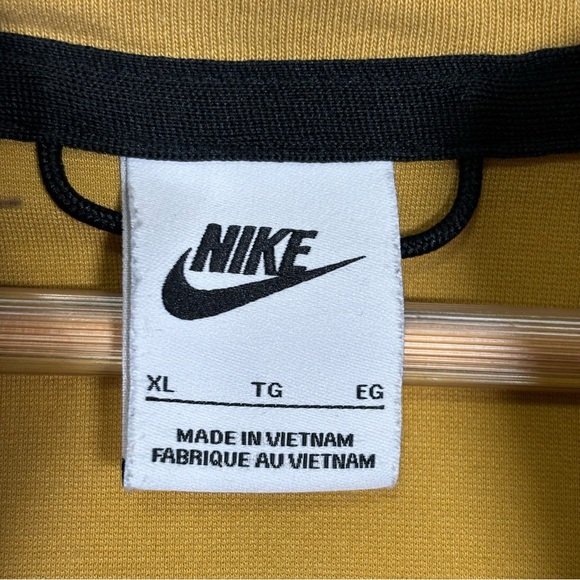 NIKE
XL TG EG
MADE IN VIETNAM
FABRIQUE AU VIETNAM